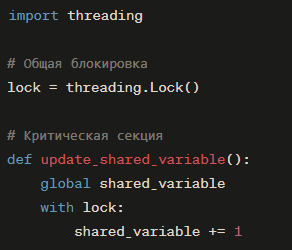 import threading
# Общая блокировка
lock = threading.Lock()
# Критическая секция
def update_shared_variable():
    global shared_variable
    with lock:
        shared_variable += 1